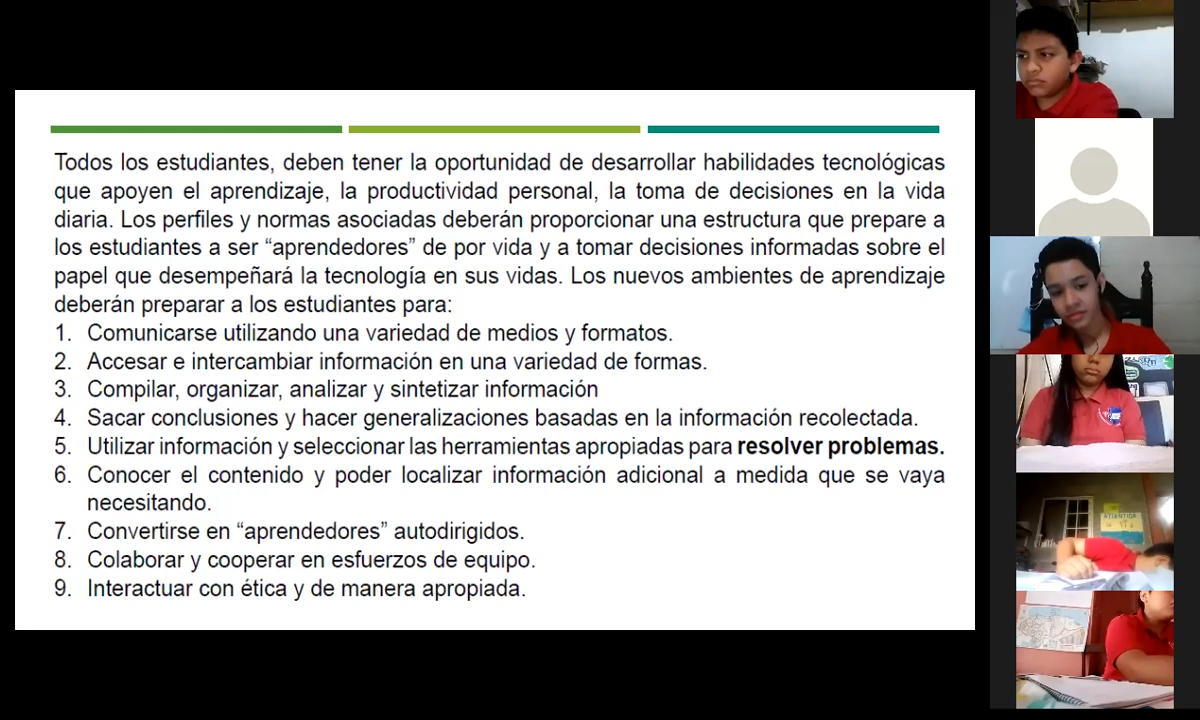 Todos los estudiantes, deben tener la oportunidad de desarrollar habilidades tecnológicas
que apoyen el aprendizaje, la productividad personal, la toma de decisiones en la vida
diaria. Los perfiles y normas asociadas deberán proporcionar una estructura que prepare a
los estudiantes a ser “aprendedores” de por vida y a tomar decisiones informadas sobre el
papel que desempeñará la tecnología en sus vidas. Los nuevos ambientes de aprendizaje
deberán preparar a los estudiantes para:
1. Comunicarse utilizando una variedad de medios y formatos.
2. Accesar e intercambiar información en una variedad de formas.
3. Compilar, organizar, analizar y sintetizar información
4. Sacar conclusiones y hacer generalizaciones basadas en la información recolectada.
5. Utilizar información y seleccionar las herramientas apropiadas para resolver problemas.
6. Conocer el contenido y poder localizar información adicional a medida que se vaya
necesitando.
7. Convertirse en “aprendedores” autodirigidos.
8. Colaborar y cooperar en esfuerzos de equipo.
9. Interactuar con ética y de manera apropiada.